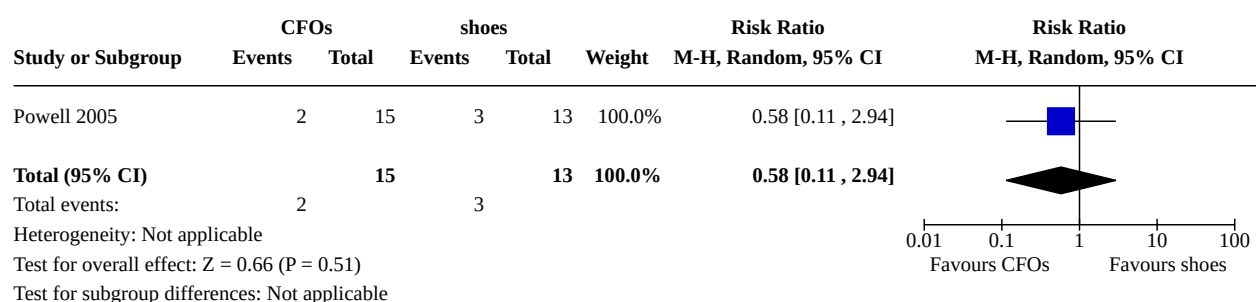 CFOs shoes Risk Ratio Risk Ratio
Study or Subgroup Events Total Events Total Weight M-H, Random, 95% CI M-H, Random, 95% CI
Powell 2005 2 15 3 13 100.0% 0.58 [0.11 , 2.94]
Total (95% CI) 15 13 100.0% 0.58 [0.11 , 2.94]
Total events: 2 3
Heterogeneity: Not applicable
0.01 0.1 1 10 100
Test for overall effect: Z = 0.66 (P = 0.51) Favours CFOs Favours shoes
Test for subgroup differences: Not applicable